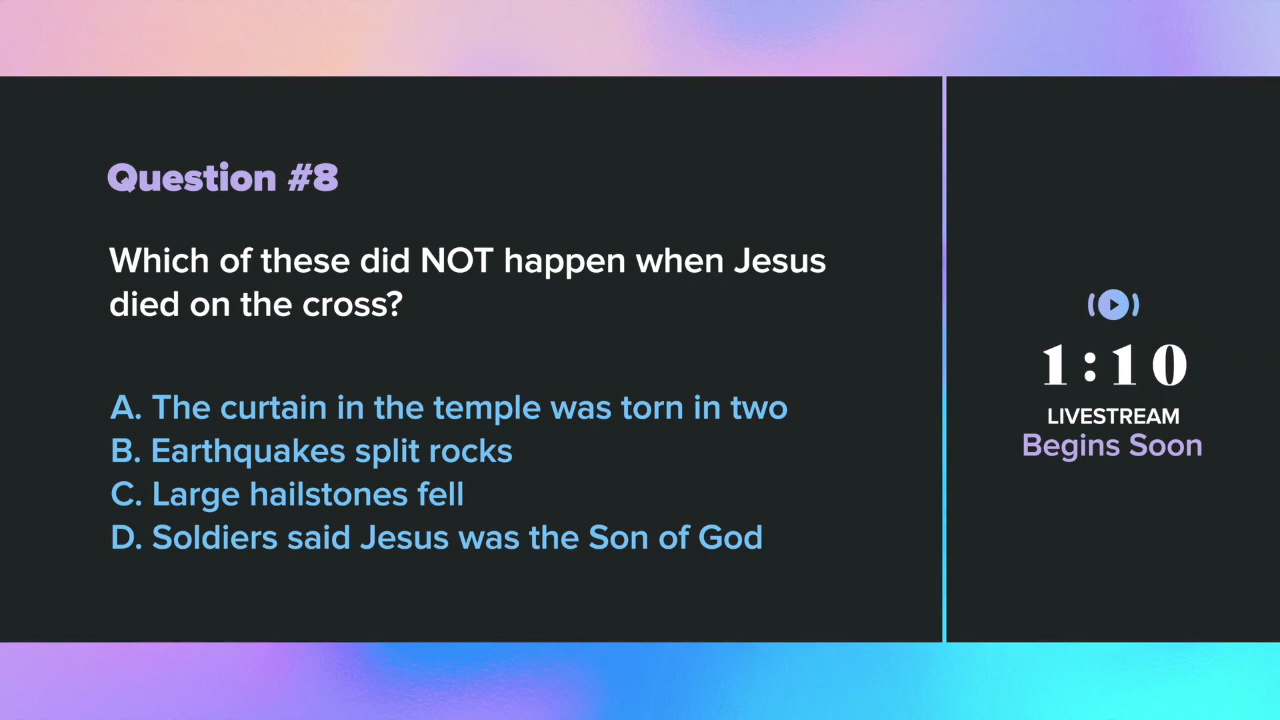 Question #8
Which of these did NOT happen when Jesus
died on the cross?
A. The curtain in the temple was torn in two
B. Earthquakes split rocks
C. Large hailstones fell
D. Soldiers said Jesus was the Son of God
1:10
LIVESTREAM
Begins Soon